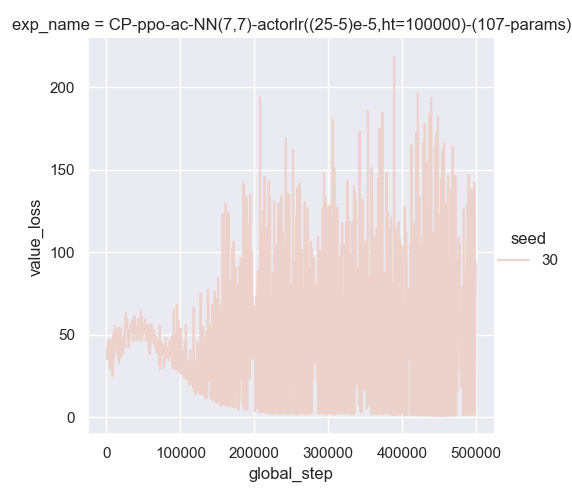 exp_name = CP-ppo-ac-NN(7,7)-actorlr((25-5)e-5,ht=100000)-(107-params)
200
150
100
50
0
value_loss
0 100000 200000 300000 400000 500000
global_step
seed
30